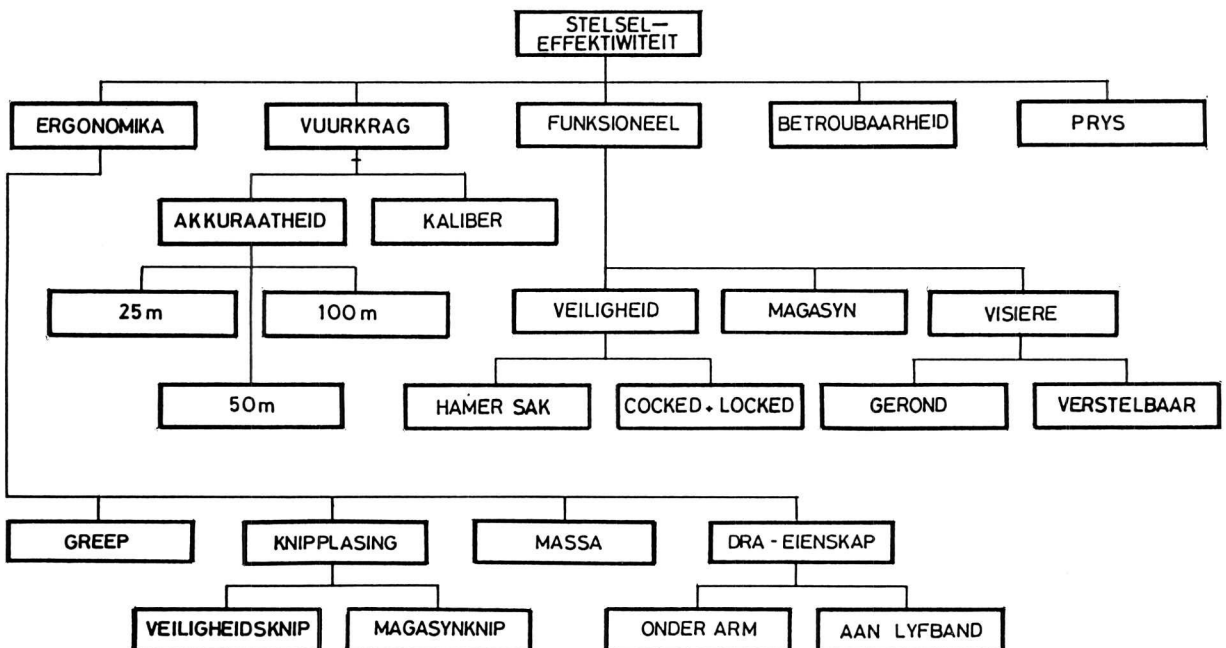 STELSEL—
EFFEKTIWITEIT
ERGONOMIKA
VUURKRAG
FUNKSIONEEL
BETROUBAARHEID
PRYS
AKKURAATHEID
KALIBER
25 m
100 m
50 m
VEILIGHEID
MAGASYN
VISIERE
HAMER SAK
COCKED + LOCKED
GEROND
VERSTELBAAR
GREEP
KNIPPLASING
MASSA
DRA - EIENSKAP
VEILIGHEIDSKNIP
MAGASYNKNIP
ONDER ARM
AAN LYFBAND